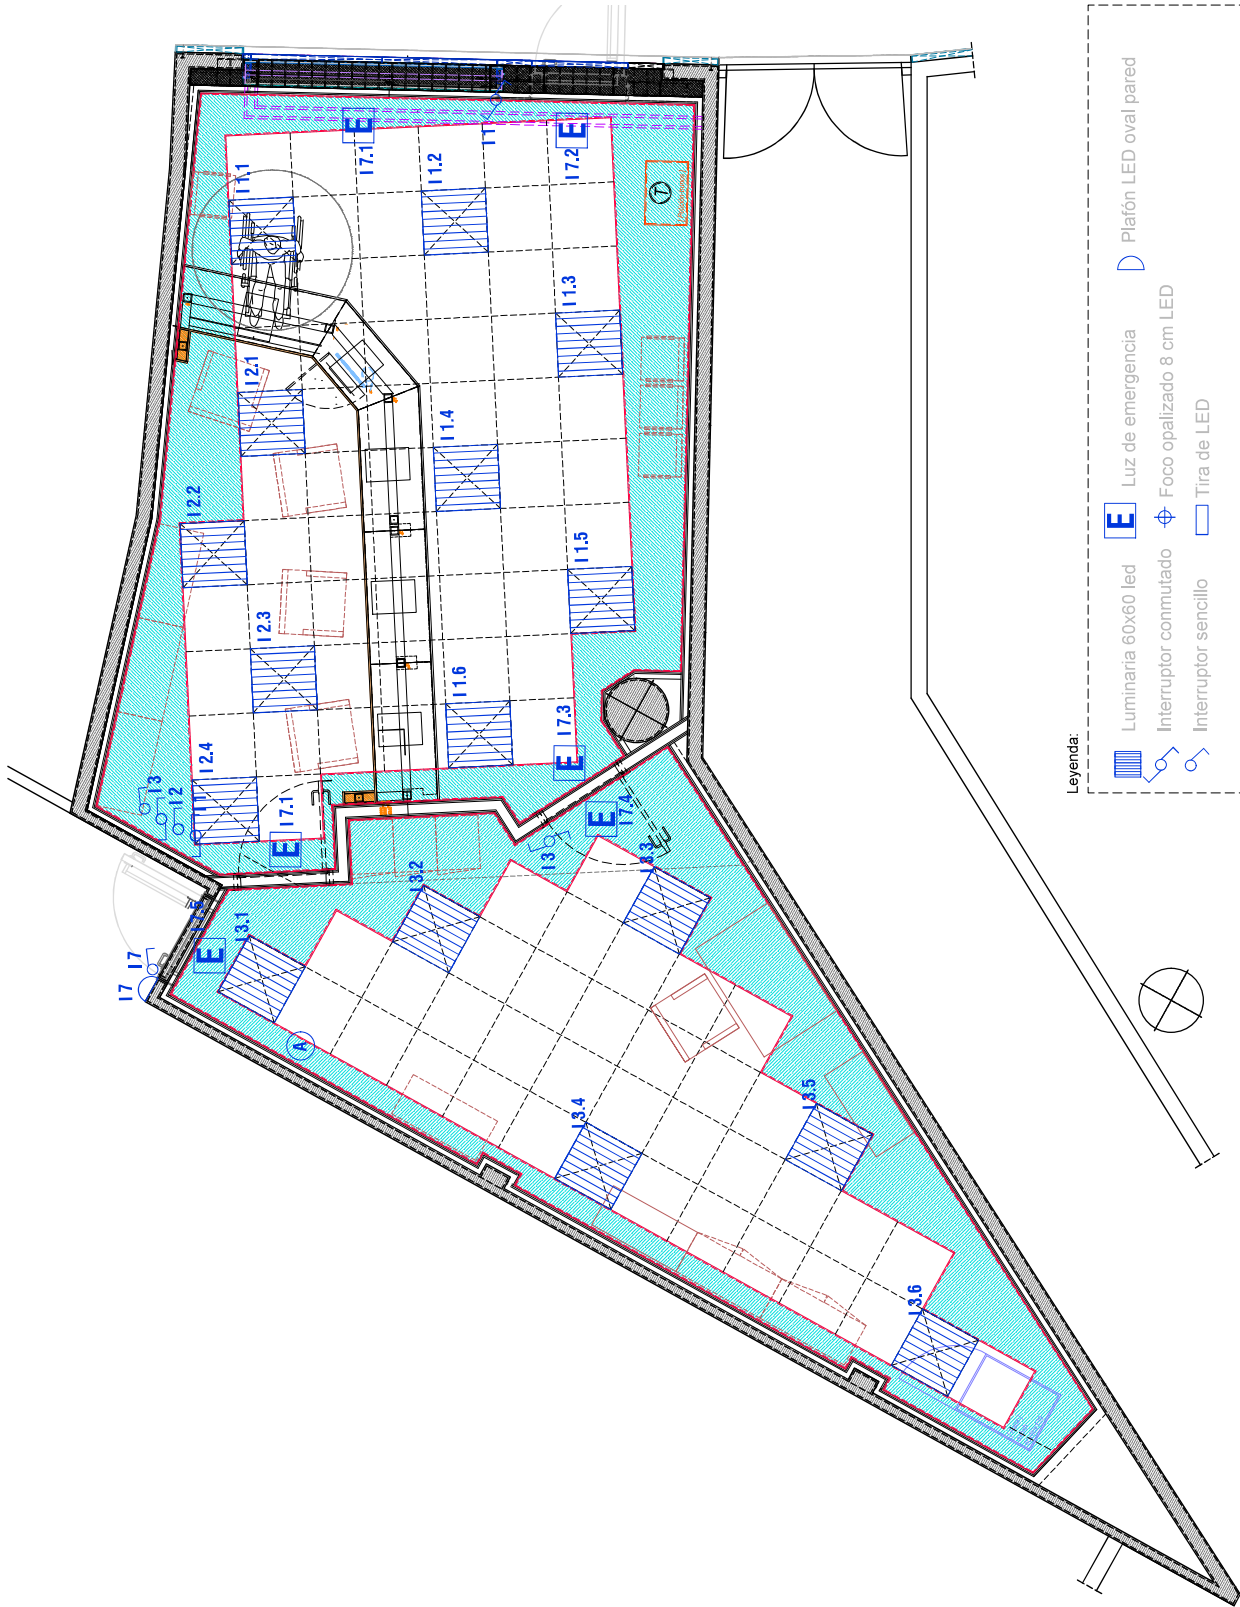 I 1.1
I 7.1
E
I 1.2
I 1
E
I 7.2
T
I 1.3
I 2.1
I 1.4
I 2.2
I 1.5
I 2.3
I 1.6
I 7.3
E
I 2.4
I 3
I 2
I 7.1
E
E
I 7.4
I 3
I 3.3
I 3.2
I 3.1
E
I 7
I 7
A
I 3.4
I 3.5
I 3.6
Leyenda:
Luminaria 60x60 led
E Luz de emergencia
Plafón LED oval pared
Interruptor conmutado
Foco opalizado 8 cm LED
Interruptor sencillo
Tira de LED